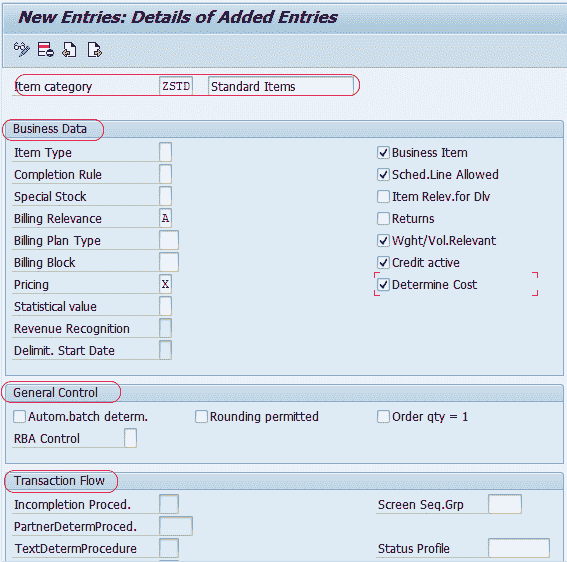 New Entries: Details of Added Entries
Item category ZSTD Standard Items
Business Data
Item Type Business Item
Completion Rule Sched.Line Allowed
Special Stock Item Relev.for Dlv
Billing Relevance A Returns
Billing Plan Type Wght/Vol.Relevant
Billing Block Credit active
Pricing X Determine Cost
Statistical value
Revenue Recognition
Delimit. Start Date
General Control
Autom.batch determ. Rounding permitted Order qty = 1
RBA Control
Transaction Flow
Incompletion Proced. Screen Seq.Grp
PartnerDetermProced.
TextDetermProcedure Status Profile